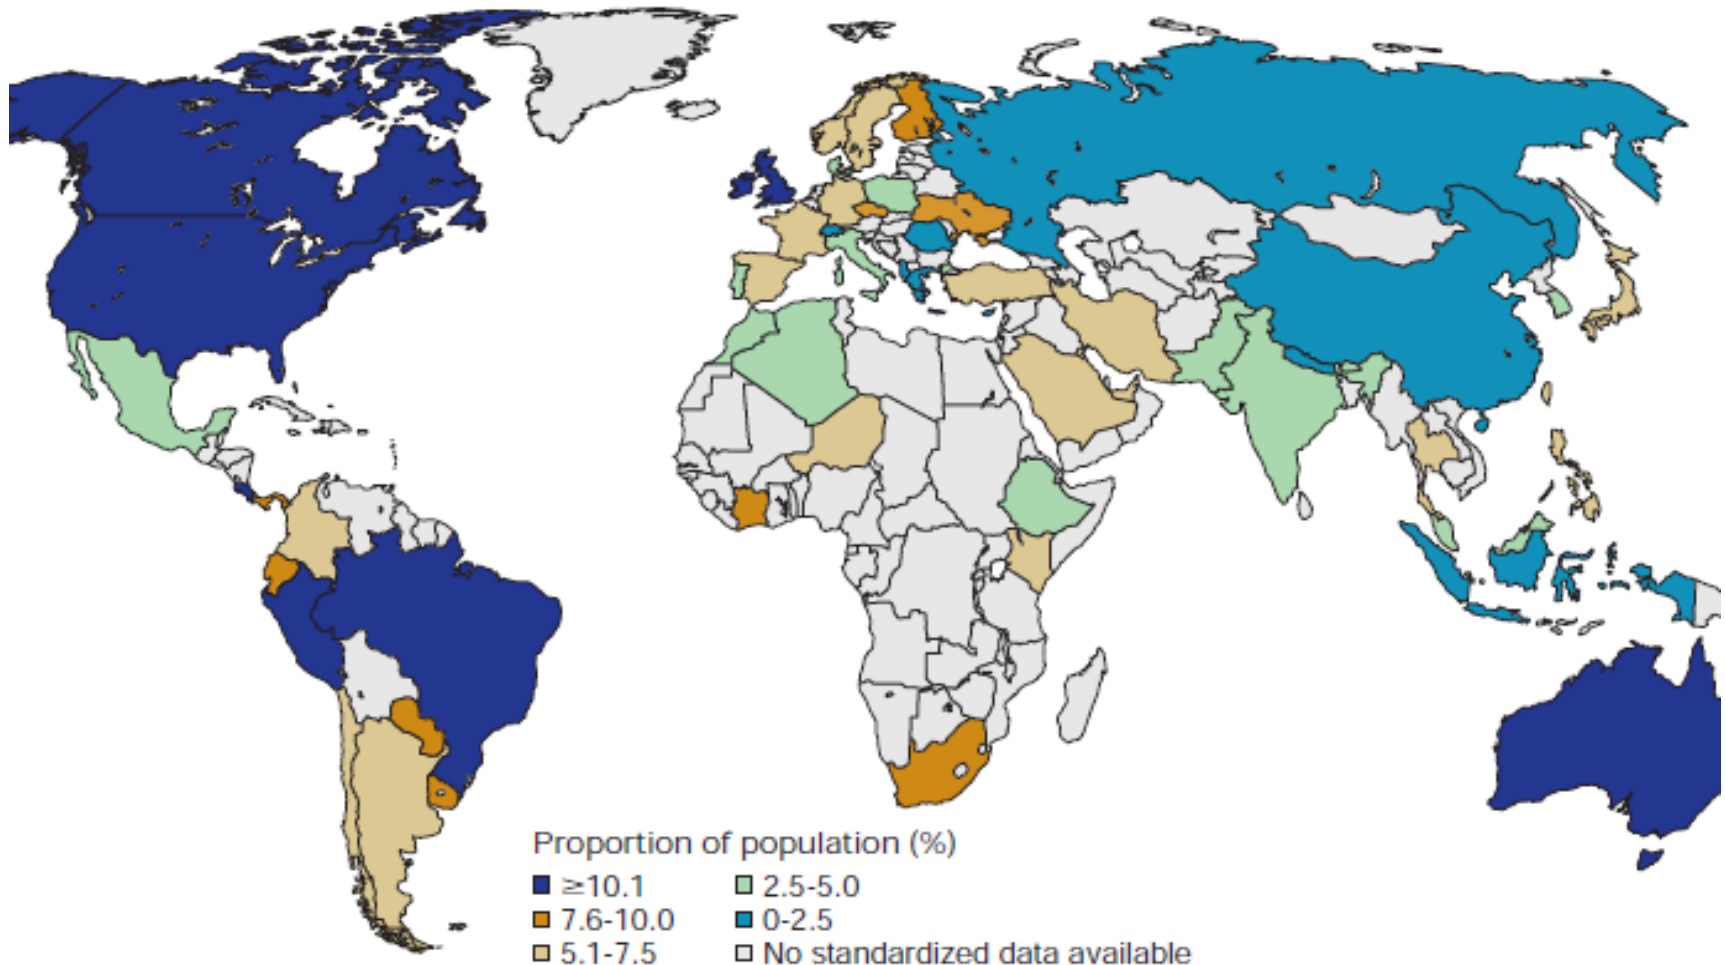 Proportion of population (%)
≥10.1
7.6-10.0
5.1-7.5
2.5-5.0
0-2.5
No standardized data available